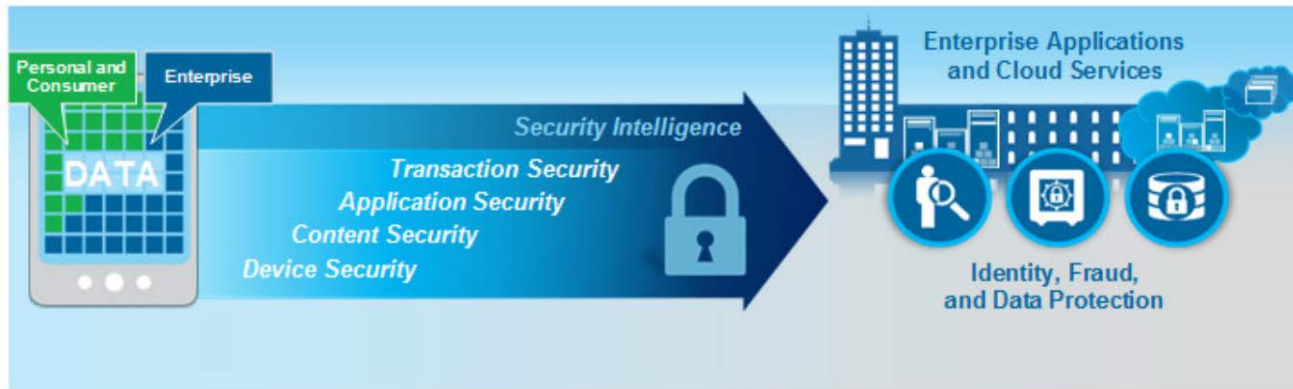 Personal and
Consumer
Enterprise
DATA
Security Intelligence
Transaction Security
Application Security
Content Security
Device Security
Enterprise Applications
and Cloud Services
Identity, Fraud,
and Data Protection